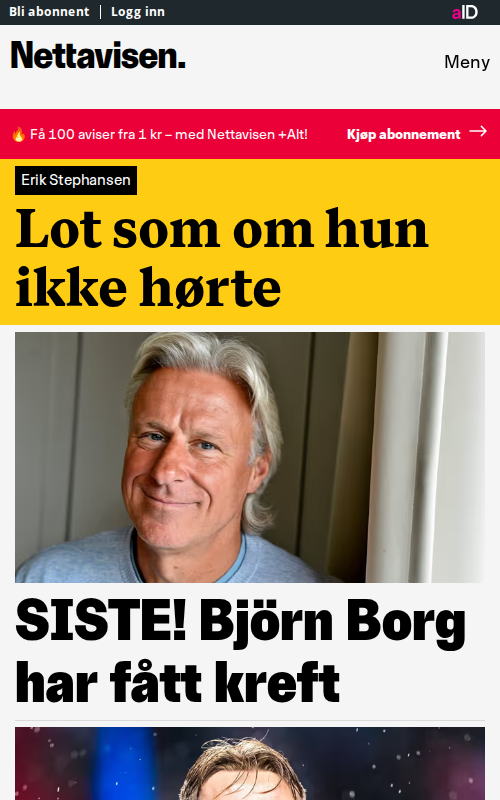 Bli abonnent
Logg inn
aID
Nettavisen.
Meny
🔥 Få 100 aviser fra 1 kr – med Nettavisen +Alt!
Kjøp abonnement →
Erik Stephansen
Lot som om hun
ikke hørte
SISTE! Björn Borg
har fått kreft